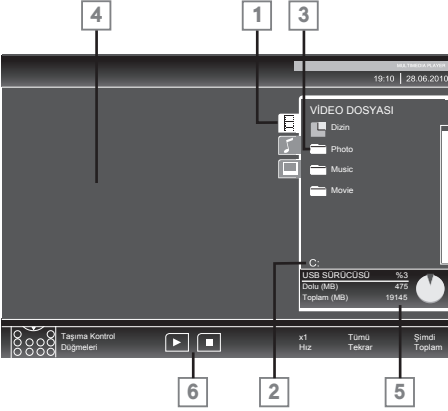 4 1 3
MULTIMEDIA PLAYER
19:10 28.06.2010
VİDEO DOSYASI
Dizin
Photo
Music
Movie
C:
USB SÜRÜCÜSÜ %3
Dolu (MB) 475
Toplam (MB) 19145
Taşıma Kontrol
Düğmeleri
x1 Tümü Şimdi
Hız Tekrar Toplam
6 2 5